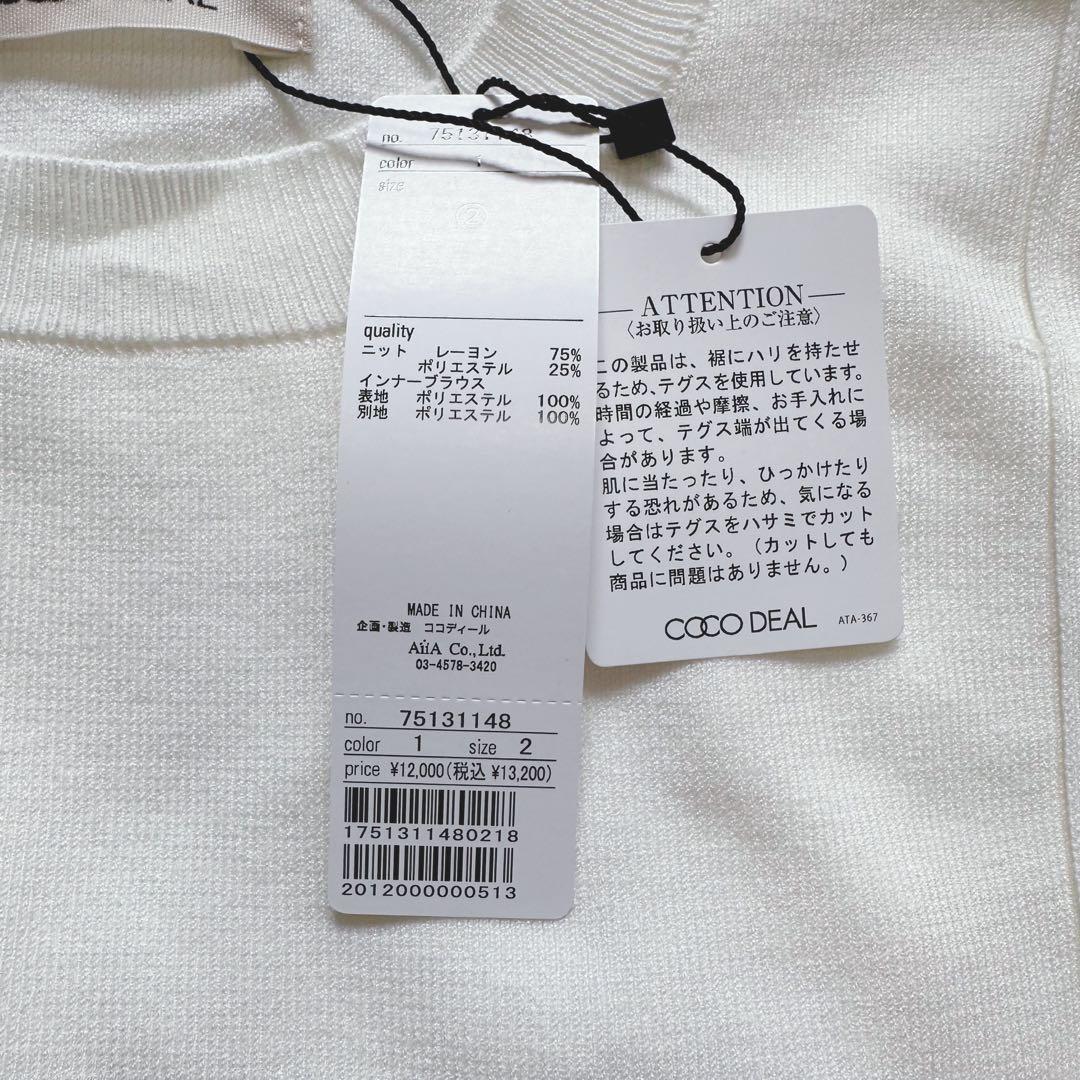 no. 75131148
color 1
size
②
quality
ニット レーヨン 75%
ポリエステル 25%
インナーブラウス
表地 ポリエステル 100%
別地 ポリエステル 100%
MADE IN CHINA
企画・製造 ココディール
AïiA Co.,Ltd.
03-4578-3420
no. 75131148
color 1 size 2
price ¥12,000(税込 ¥13,200)
1751311480218
2012000000513
ATTENTION
〈お取り扱い上のご注意〉
この製品は、裾にハリを持たせ
るため、テグスを使用しています。
時間の経過や摩擦、お手入れに
よって、テグス端が出てくる場
合があります。
肌に当たったり、ひっかけたり
する恐れがあるため、気になる
場合はテグスをハサミでカット
してください。（カットしても
商品に問題はありません。）
COCO DEAL ATA-367